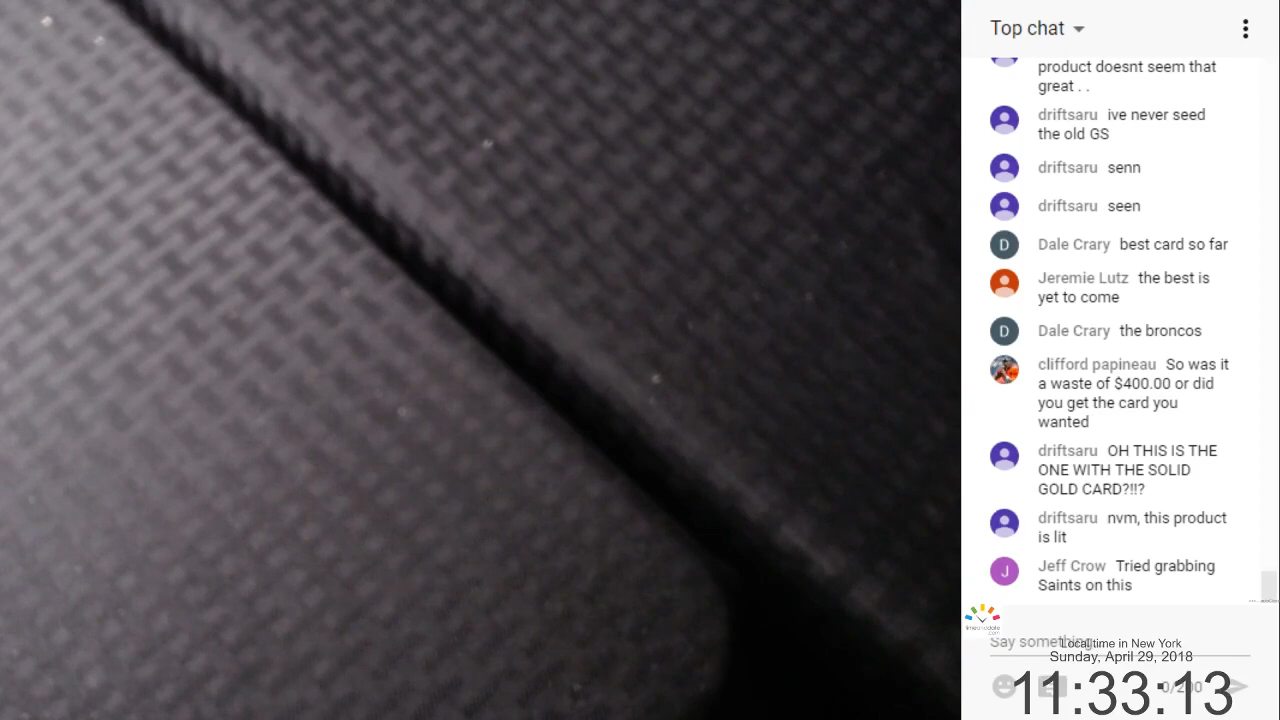 Top chat
product doesnt seem that
great . .
driftsaru ive never seed
the old GS
driftsaru senn
driftsaru seen
D Dale Crary best card so far
Jeremie Lutz the best is
yet to come
D Dale Crary the broncos
clifford papineau So was it
a waste of $400.00 or did
you get the card you
wanted
driftsaru OH THIS IS THE
ONE WITH THE SOLID
GOLD CARD?!!?
driftsaru nvm, this product
is lit
J Jeff Crow Tried grabbing
Saints on this
Say something...
Local time in New York
Sunday, April 29, 2018
0/200
11:33:13